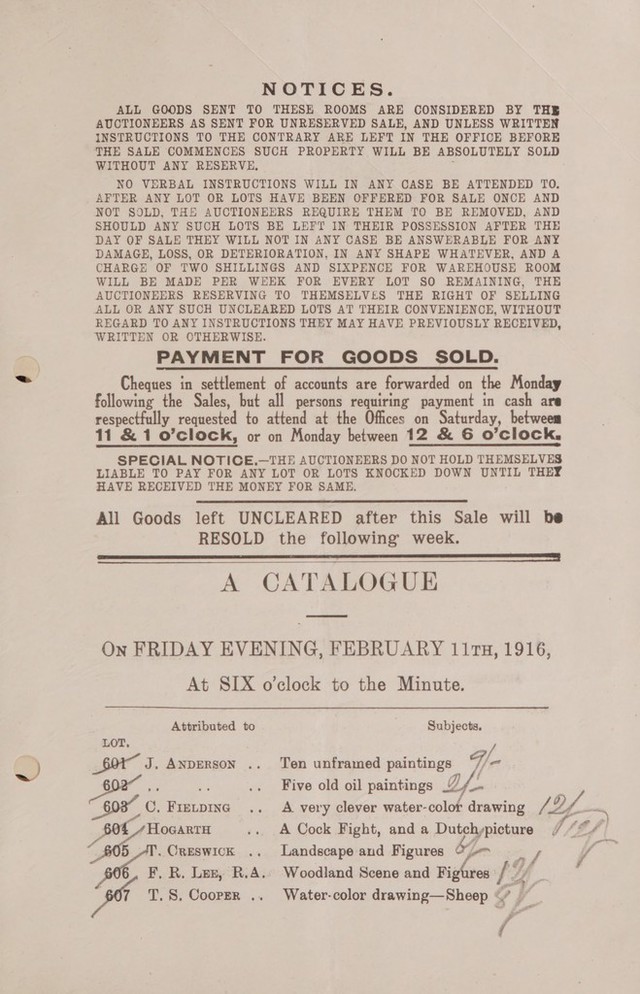 NOTICES.
ALL GOODS SENT TO THESE ROOMS ARE CONSIDERED BY THE
AUCTIONEERS AS SENT FOR UNRESERVED SALE, AND UNLESS WRITTEN
INSTRUCTIONS TO THE CONTRARY ARE LEFT IN THE OFFICE BEFORE
THE SALE COMMENCES SUCH PROPERTY WILL BE ABSOLUTELY SOLD
WITHOUT ANY RESERVE.
NO VERBAL INSTRUCTIONS WILL IN ANY CASE BE ATTENDED TO.
AFTER ANY LOT OR LOTS HAVE BEEN OFFERED FOR SALE ONCE AND
NOT SOLD, THE AUCTIONEERS REQUIRE THEM TO BE REMOVED, AND
SHOULD ANY SUCH LOTS BE LEFT IN THEIR POSSESSION AFTER THE
DAY OF SALE THEY WILL NOT IN ANY CASE BE ANSWERABLE FOR ANY
DAMAGE, LOSS, OR DETERIORATION, IN ANY SHAPE WHATEVER, AND A
CHARGE OF TWO SHILLINGS AND SIXPENCE FOR WAREHOUSE ROOM
WILL BE MADE PER WEEK FOR EVERY LOT SO REMAINING, THE
AUCTIONEERS RESERVING TO THEMSELVES THE RIGHT OF SELLING
ALL OR ANY SUCH UNCLEARED LOTS AT THEIR CONVENIENCE, WITHOUT
REGARD TO ANY INSTRUCTIONS THEY MAY HAVE PREVIOUSLY RECEIVED,
WRITTEN OR OTHERWISE.
PAYMENT FOR GOODS SOLD.
Cheques in settlement of accounts are forwarded on the Monday
following the Sales, but all persons requiring payment in cash are
respectfully requested to attend at the Offices on Saturday, between
11 & 1 o'clock, or on Monday between 12 & 6 o'clock.
SPECIAL NOTICE.—THE AUCTIONEERS DO NOT HOLD THEMSELVES
LIABLE TO PAY FOR ANY LOT OR LOTS KNOCKED DOWN UNTIL THEY
HAVE RECEIVED THE MONEY FOR SAME.
All Goods left UNCLEARED after this Sale will be
RESOLD the following week.
A CATALOGUE
ON FRIDAY EVENING, FEBRUARY 11TH, 1916,
At SIX o'clock to the Minute.
Attributed to Subjects.
LOT.
601 J. ANDERSON .. Ten unframed paintings 9/-
602 .. .. .. Five old oil paintings 2/-
603 C. FIELDING .. A very clever water-color drawing 12/-
604 HOGARTH .. A Cock Fight, and a Dutch picture
605 T. CRESWICK .. Landscape and Figures
606 F. R. LEE, R.A. Woodland Scene and Figures
607 T. S. COOPER .. Water-color drawing—Sheep